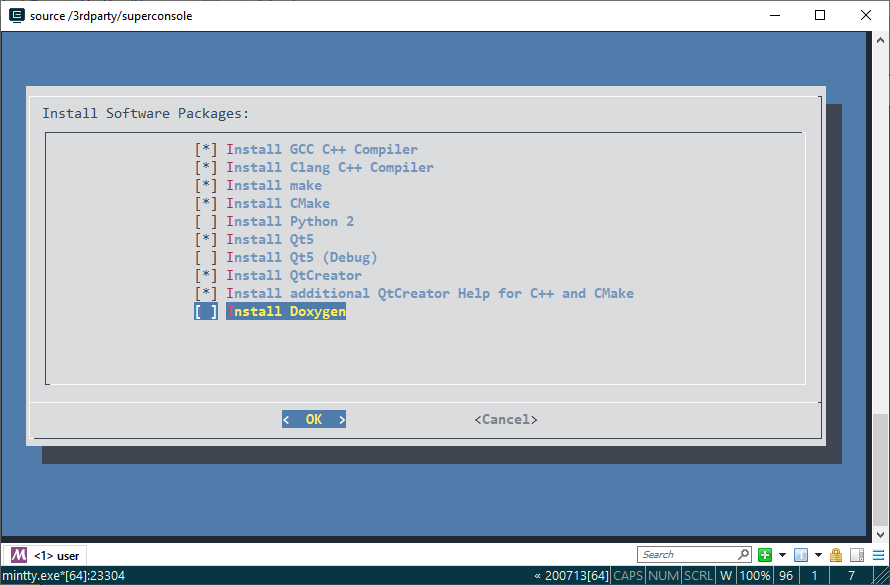 source /3rdparty/superconsole
Install Software Packages:
[*] Install GCC C++ Compiler
[*] Install Clang C++ Compiler
[*] Install make
[*] Install CMake
[ ] Install Python 2
[*] Install Qt5
[ ] Install Qt5 (Debug)
[*] Install QtCreator
[*] Install additional QtCreator Help for C++ and CMake
[ ] Install Doxygen
< OK > <Cancel>
<1> user Search
mintty.exe*[64]:23304 « 200713[64] CAPS NUM SCRL W 100% 96 1 7